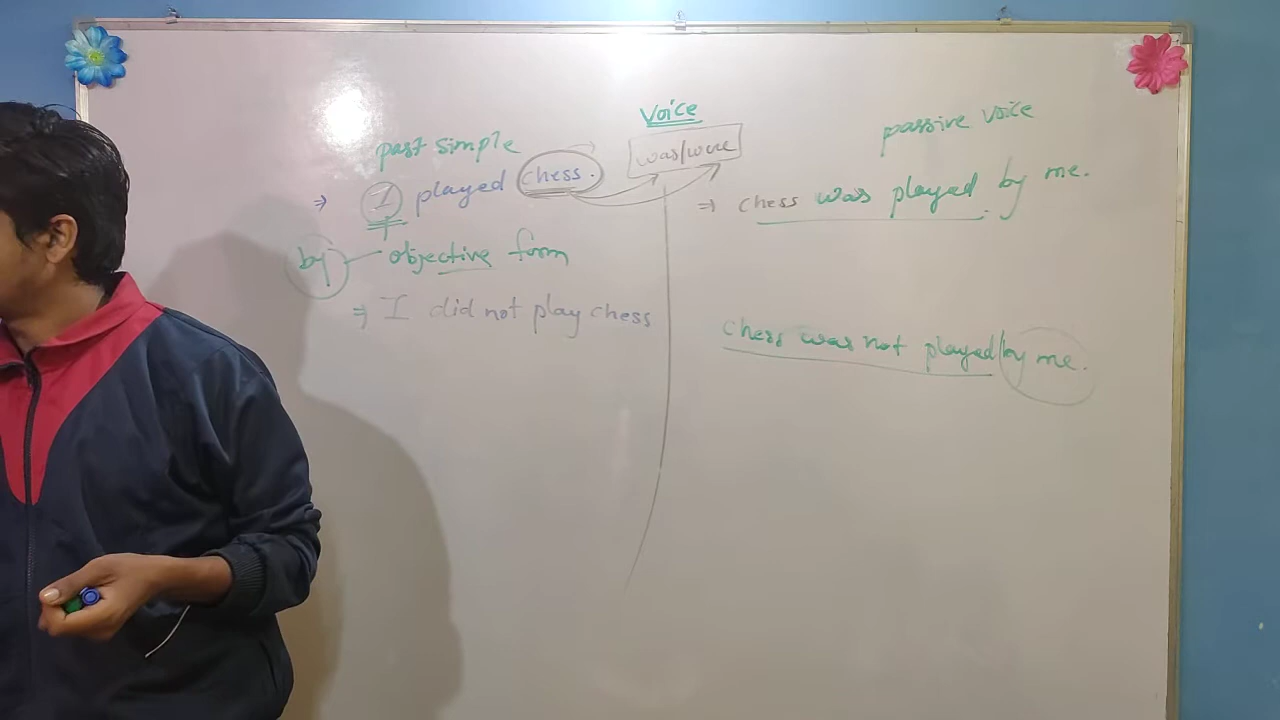 Voice
past simple
was/were
passive voice
⇒ I played chess.
⇒ chess was played by me.
by objective form
⇒ I did not play chess
chess was not played/by me.